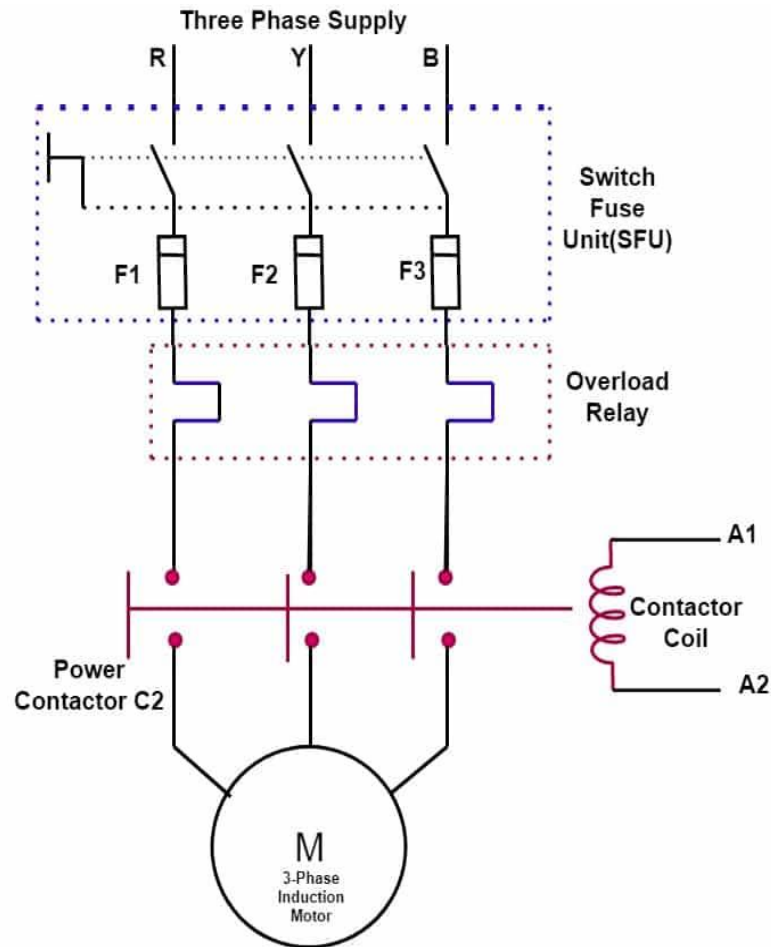 Three Phase Supply
R
Y
B
Switch
Fuse
Unit(SFU)
F1
F2
F3
Overload
Relay
A1
Contactor
Coil
A2
Power
Contactor C2
M
3-Phase
Induction
Motor